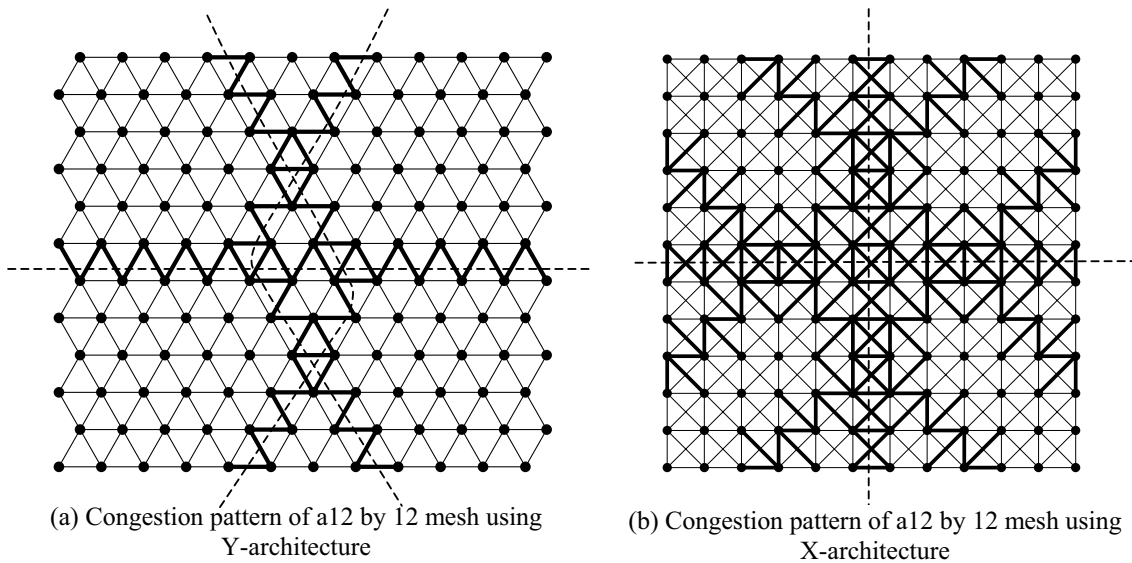 (a) Congestion pattern of a12 by 12 mesh using
Y-architecture
(b) Congestion pattern of a12 by 12 mesh using
X-architecture